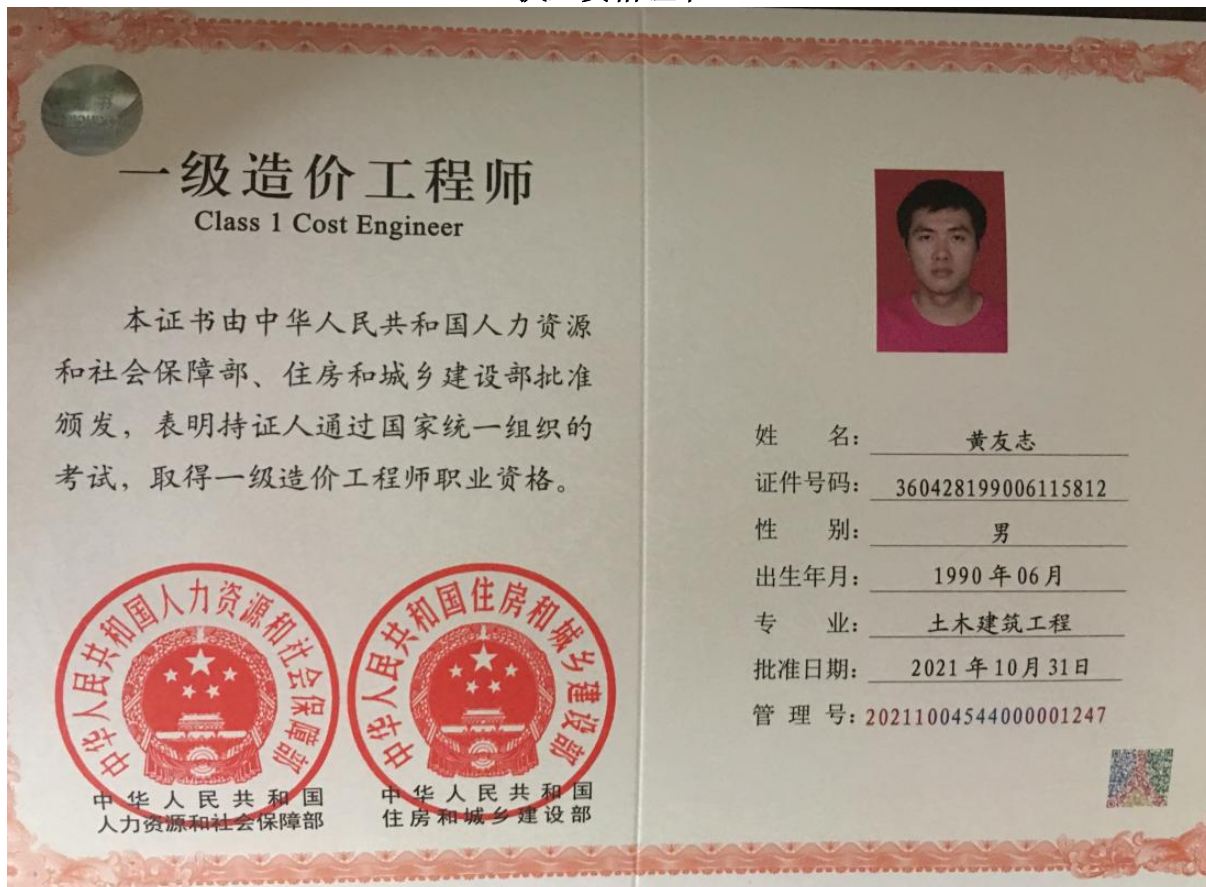 一级造价工程师
Class 1 Cost Engineer
本证书由中华人民共和国人力资源
和社会保障部、住房和城乡建设部批准
颁发，表明持证人通过国家统一组织的
考试，取得一级造价工程师职业资格。
中华人民共和国人力资源和社会保障部
中华人民共和国住房和城乡建设部
中华人民共和国
人力资源和社会保障部
中华人民共和国
住房和城乡建设部
姓 名： 黄友志
证件号码： 360428199006115812
性 别： 男
出生年月： 1990年06月
专 业： 土木建筑工程
批准日期： 2021年10月31日
管 理 号：20211004544000001247